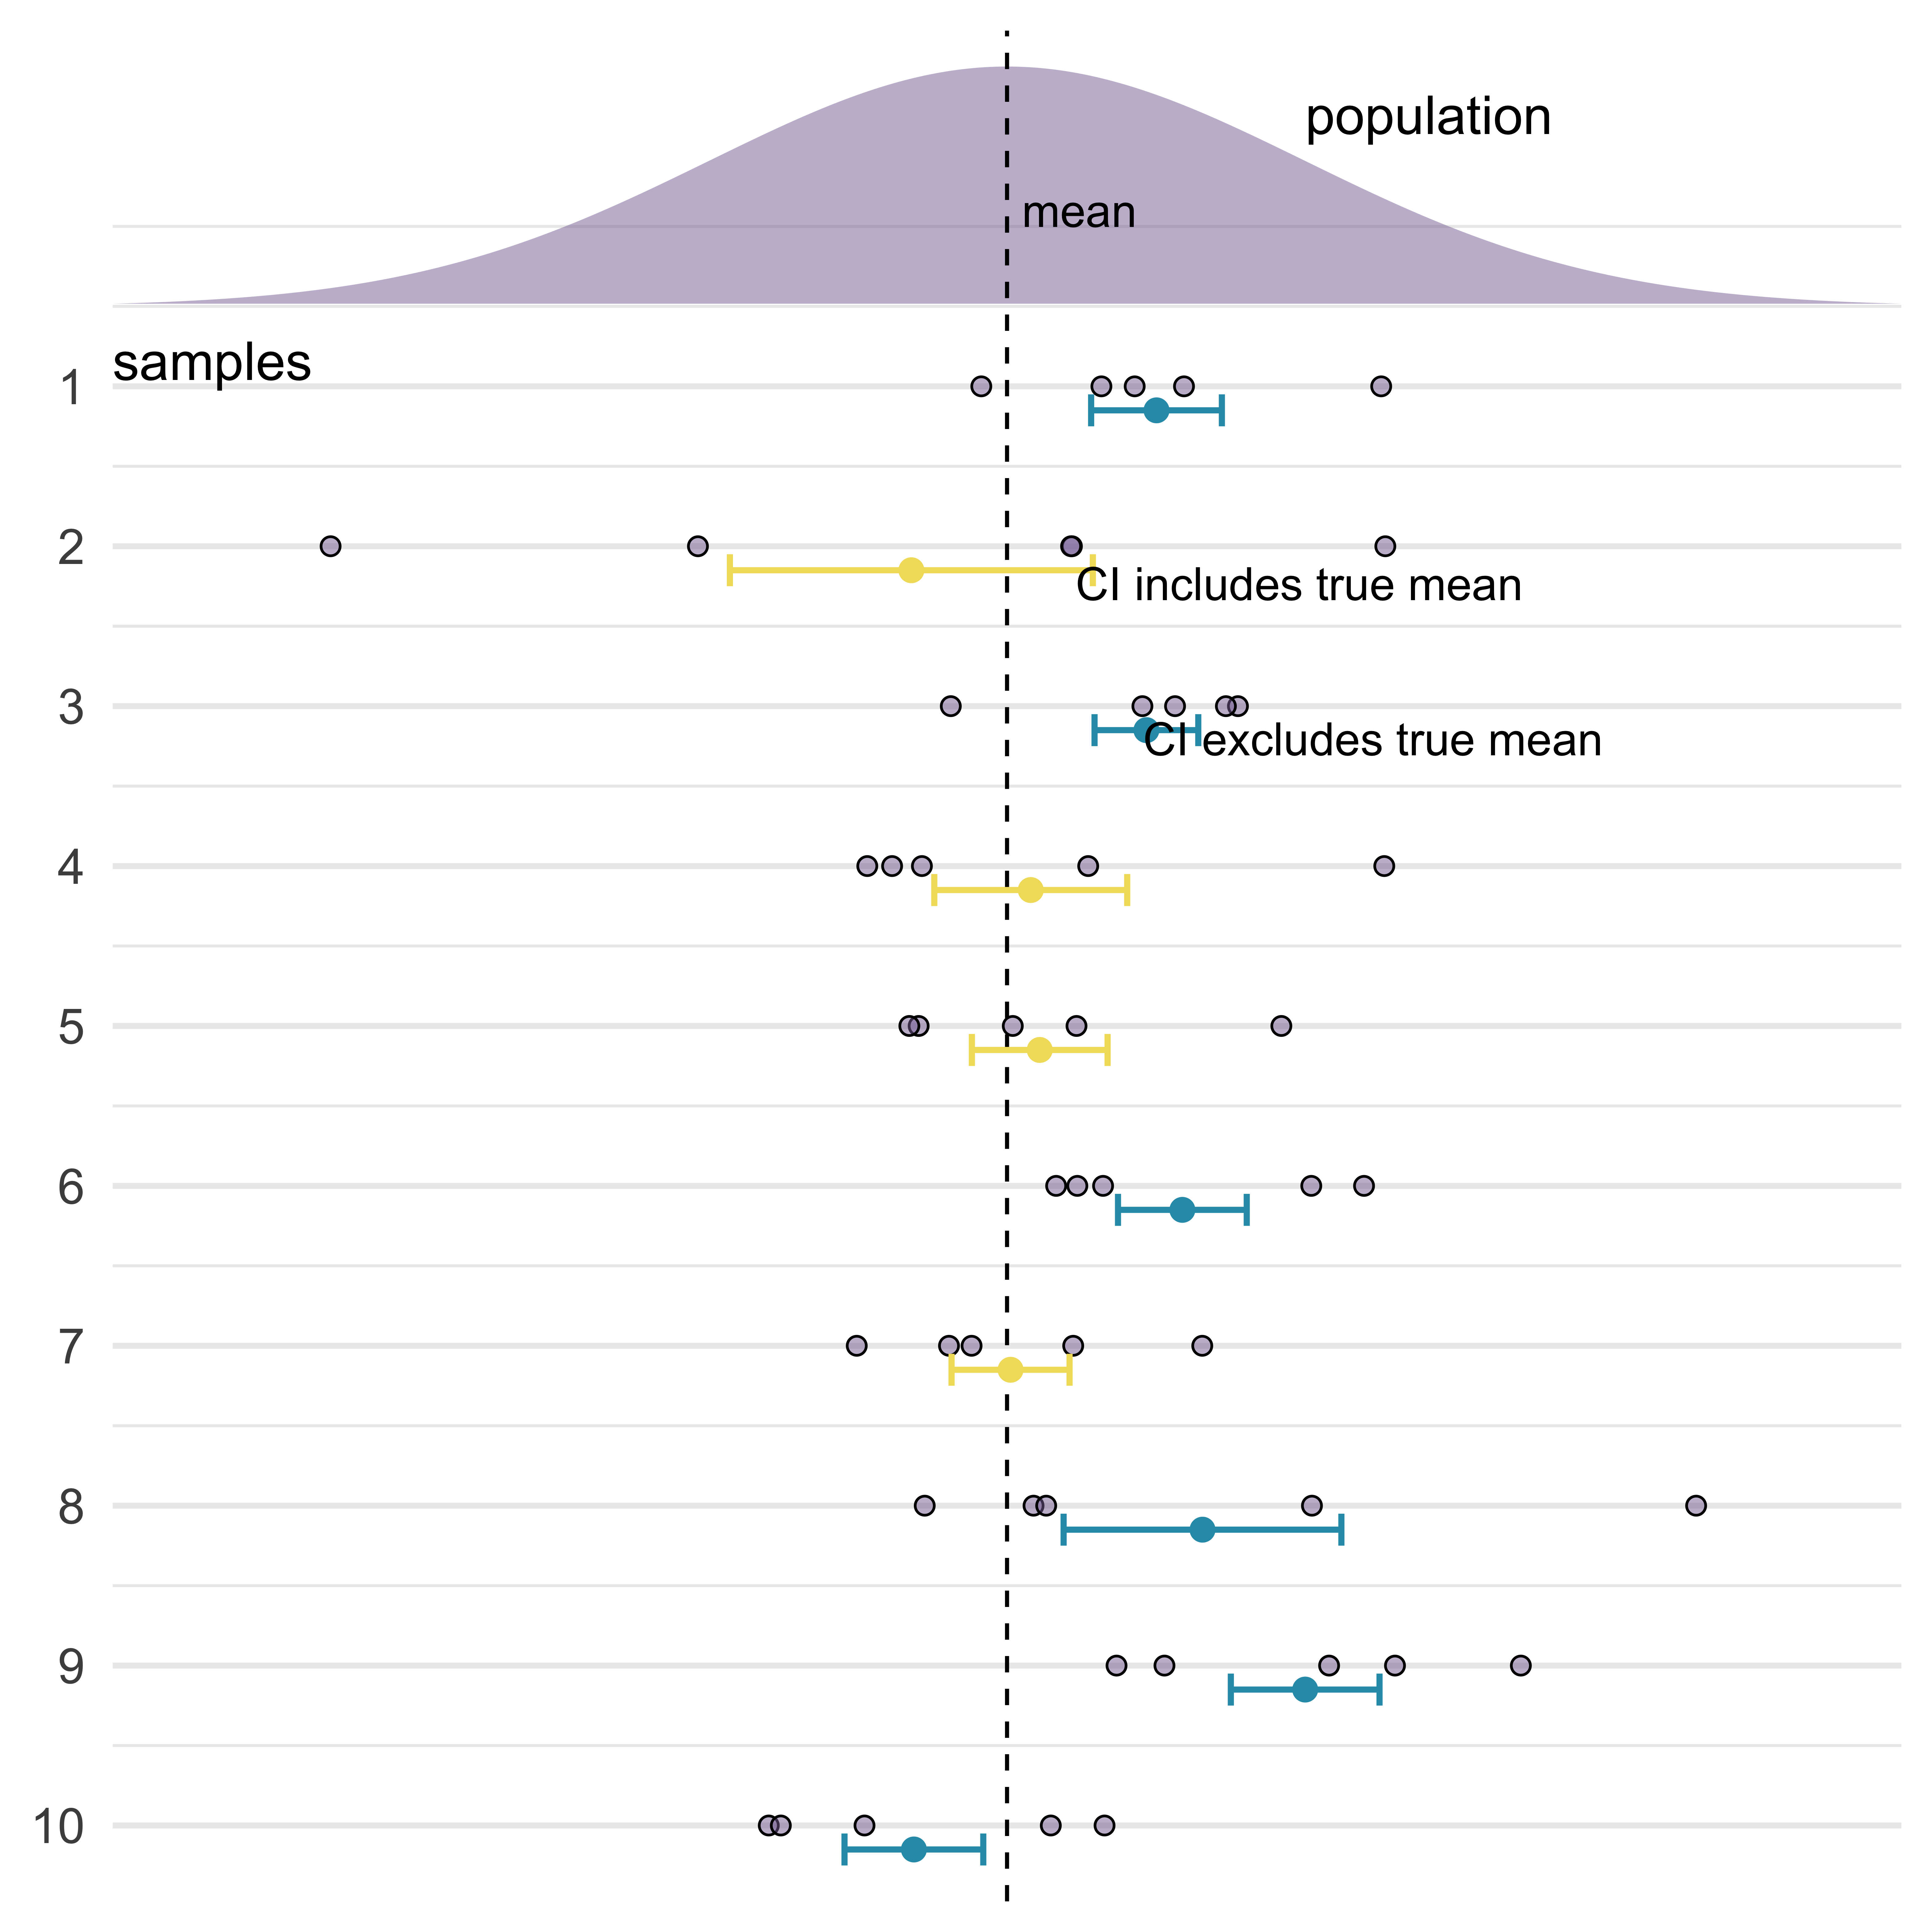 population
mean
samples
1
2
CI includes true mean
3
CI excludes true mean
4
5
6
7
8
9
10